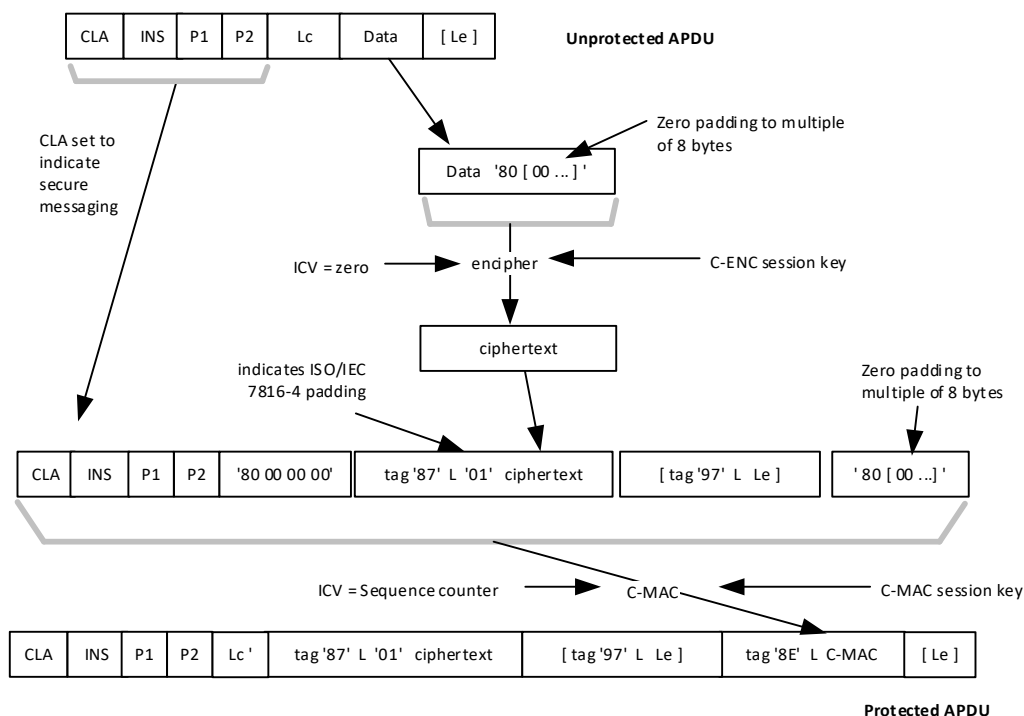 CLA INS P1 P2 Lc Data [ Le ]
Unprotected APDU
CLA set to
indicate
secure
messaging
Zero padding to multiple
of 8 bytes
Data '80 [ 00 ...] '
ICV = zero
encipher
C-ENC session key
ciphertext
indicates ISO/IEC
7816-4 padding
Zero padding to
multiple of 8 bytes
CLA INS P1 P2 '80 00 00 00' tag '87' L '01' ciphertext [ tag '97' L Le ] ' 80 [ 00 ...] '
ICV = Sequence counter
C-MAC
C-MAC session key
CLA INS P1 P2 Lc ' tag '87' L '01' ciphertext [ tag '97' L Le ] tag '8E' L C-MAC [ Le ]
Protected APDU